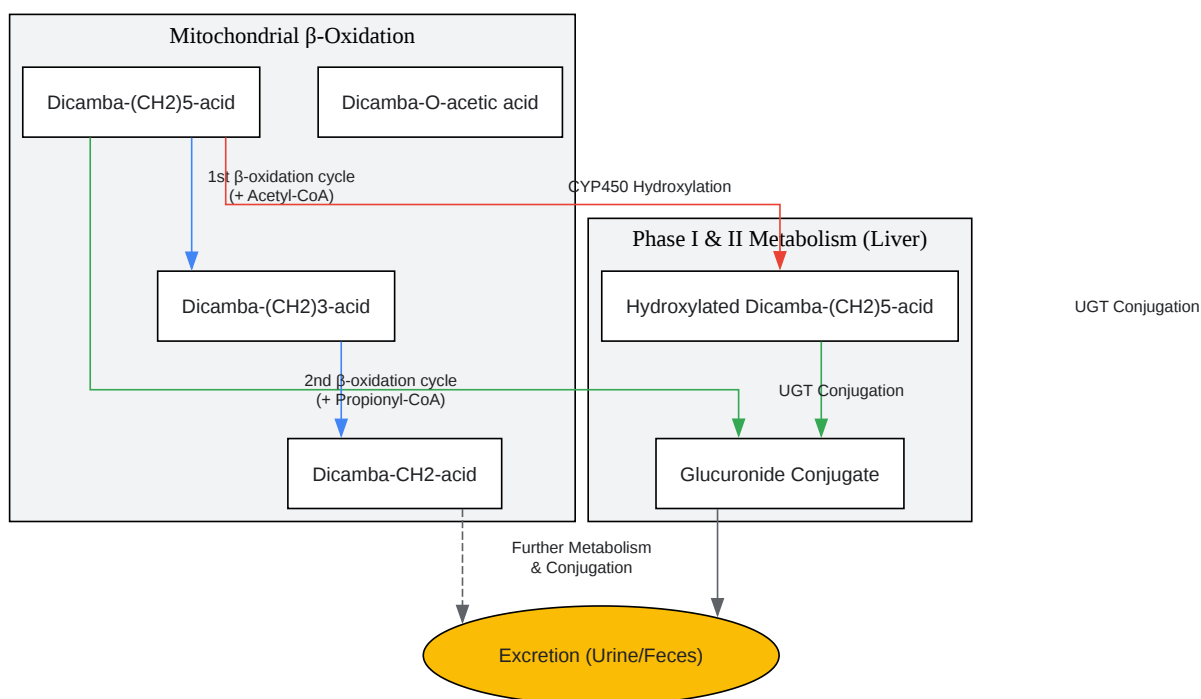 Mitochondrial β-Oxidation
Dicamba-(CH2)5-acid
Dicamba-O-acetic acid
1st β-oxidation cycle
(+ Acetyl-CoA)
CYP450 Hydroxylation
Phase I & II Metabolism (Liver)
Dicamba-(CH2)3-acid
Hydroxylated Dicamba-(CH2)5-acid
UGT Conjugation
2nd β-oxidation cycle
(+ Propionyl-CoA)
UGT Conjugation
Dicamba-CH2-acid
Glucuronide Conjugate
Further Metabolism
& Conjugation
Excretion (Urine/Feces)